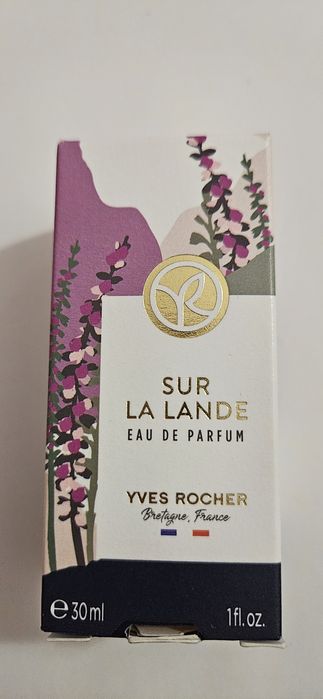 SUR
LA LANDE
EAU DE PARFUM
YVES ROCHER
Bretagne, France
℮ 30 ml 1 fl. oz.